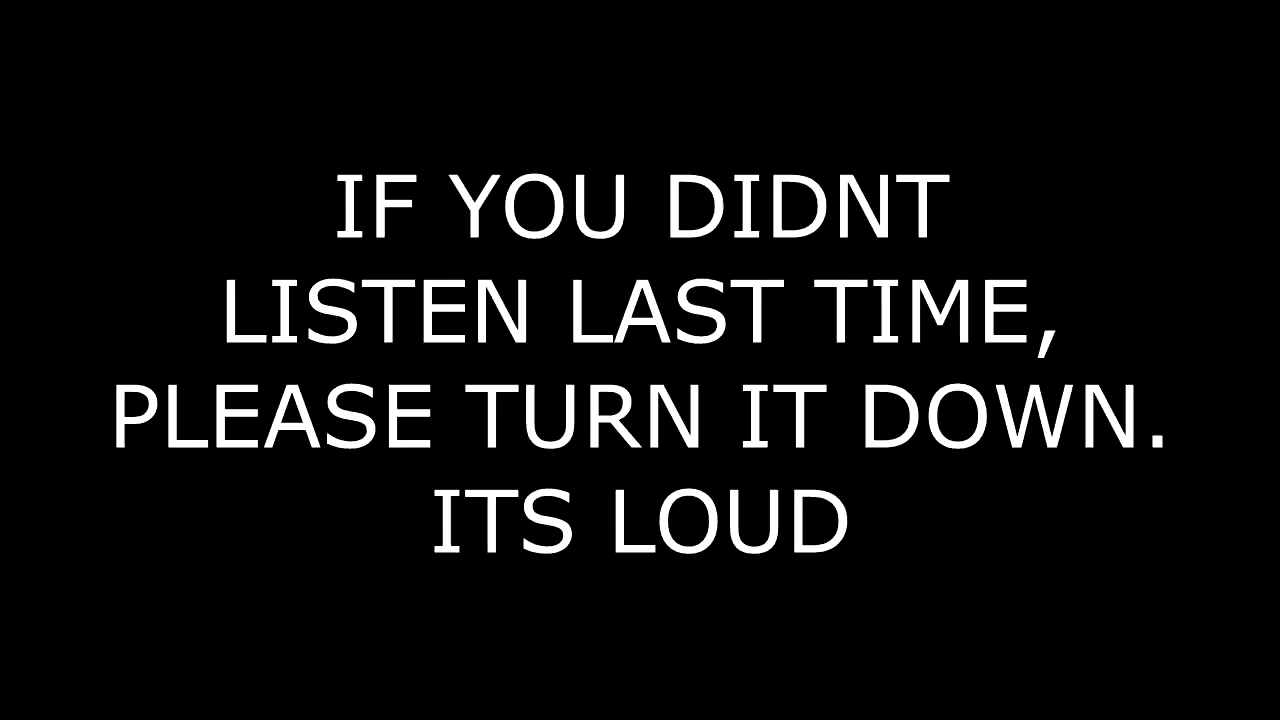 IF YOU DIDNT
LISTEN LAST TIME,
PLEASE TURN IT DOWN.
ITS LOUD